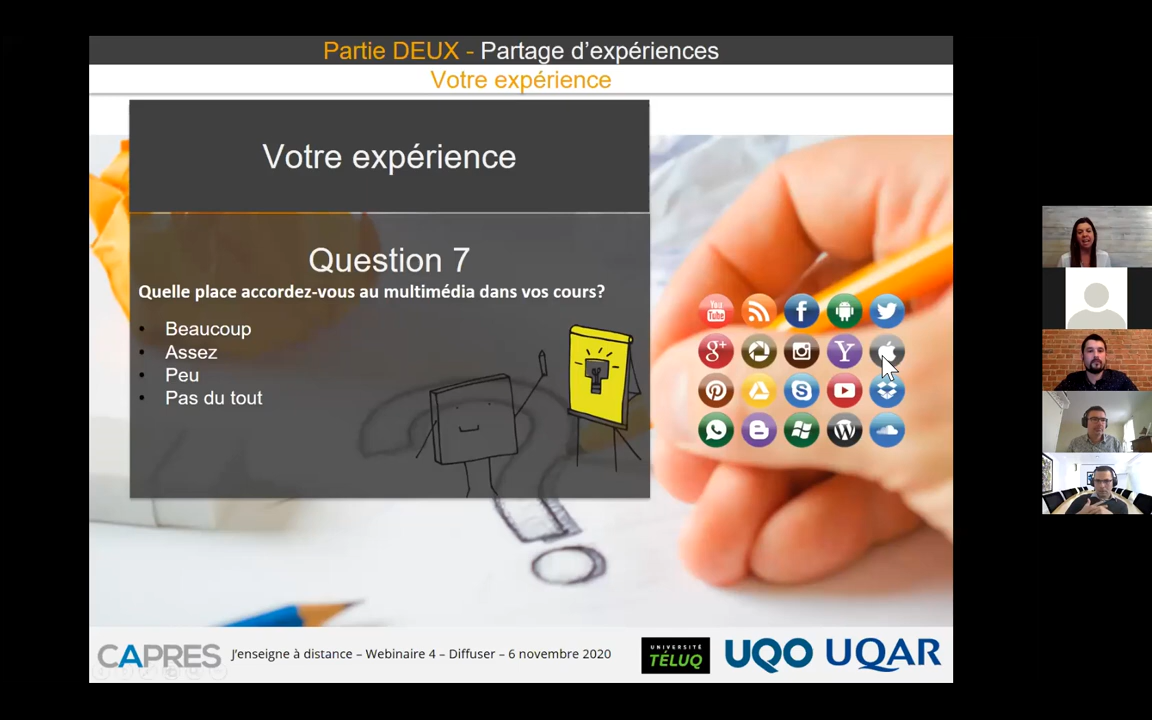 Partie DEUX - Partage d’expériences
Votre expérience
Votre expérience
Question 7
Quelle place accordez-vous au multimédia dans vos cours?
• Beaucoup
• Assez
• Peu
• Pas du tout
You
Tube
f
g+
Y
CAPRES
J’enseigne à distance – Webinaire 4 – Diffuser – 6 novembre 2020
UNIVERSITÉ
TÉLUQ
UQO
UQAR